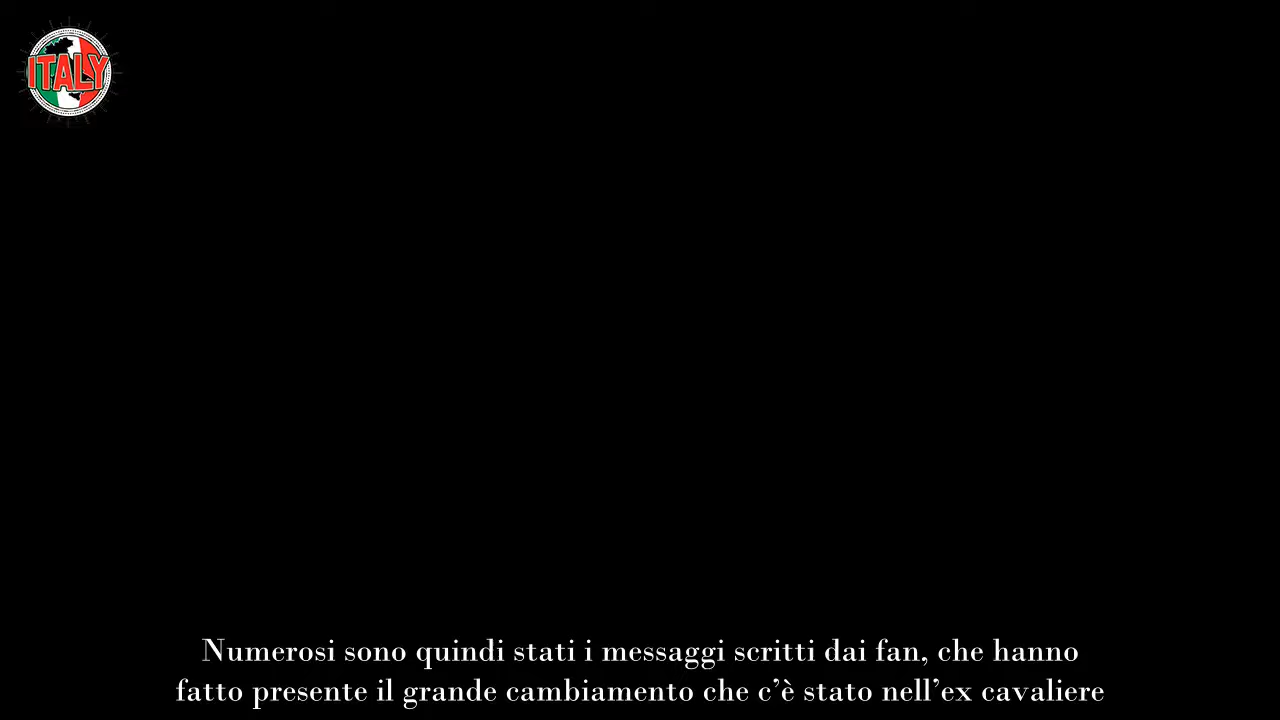 ITALY
Numerosi sono quindi stati i messaggi scritti dai fan, che hanno
fatto presente il grande cambiamento che c’è stato nell’ex cavaliere